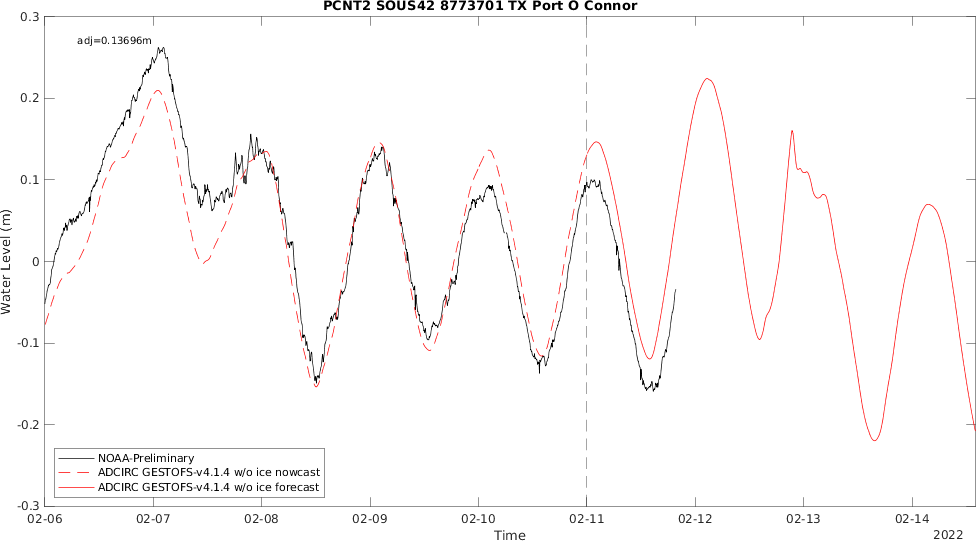 PCNT2 SOUS42 8773701 TX Port O Connor
adj=0.13696m
0.3
0.2
0.1
0
-0.1
-0.2
-0.3
Water Level (m)
NOAA-Preliminary
ADCIRC GESTOFS-v4.1.4 w/o ice nowcast
ADCIRC GESTOFS-v4.1.4 w/o ice forecast
02-06 02-07 02-08 02-09 02-10 02-11 02-12 02-13 02-14
Time
2022